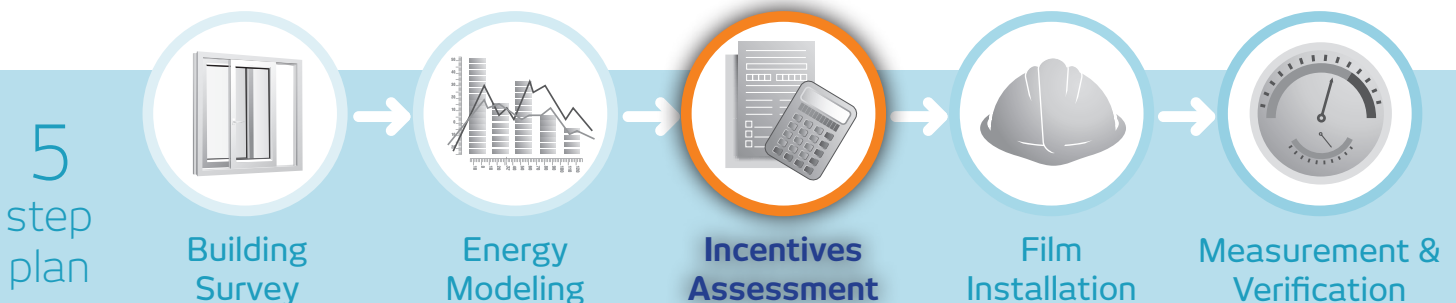 5
step
plan
Building
Survey
Energy
Modeling
Incentives
Assessment
Film
Installation
Measurement &
Verification